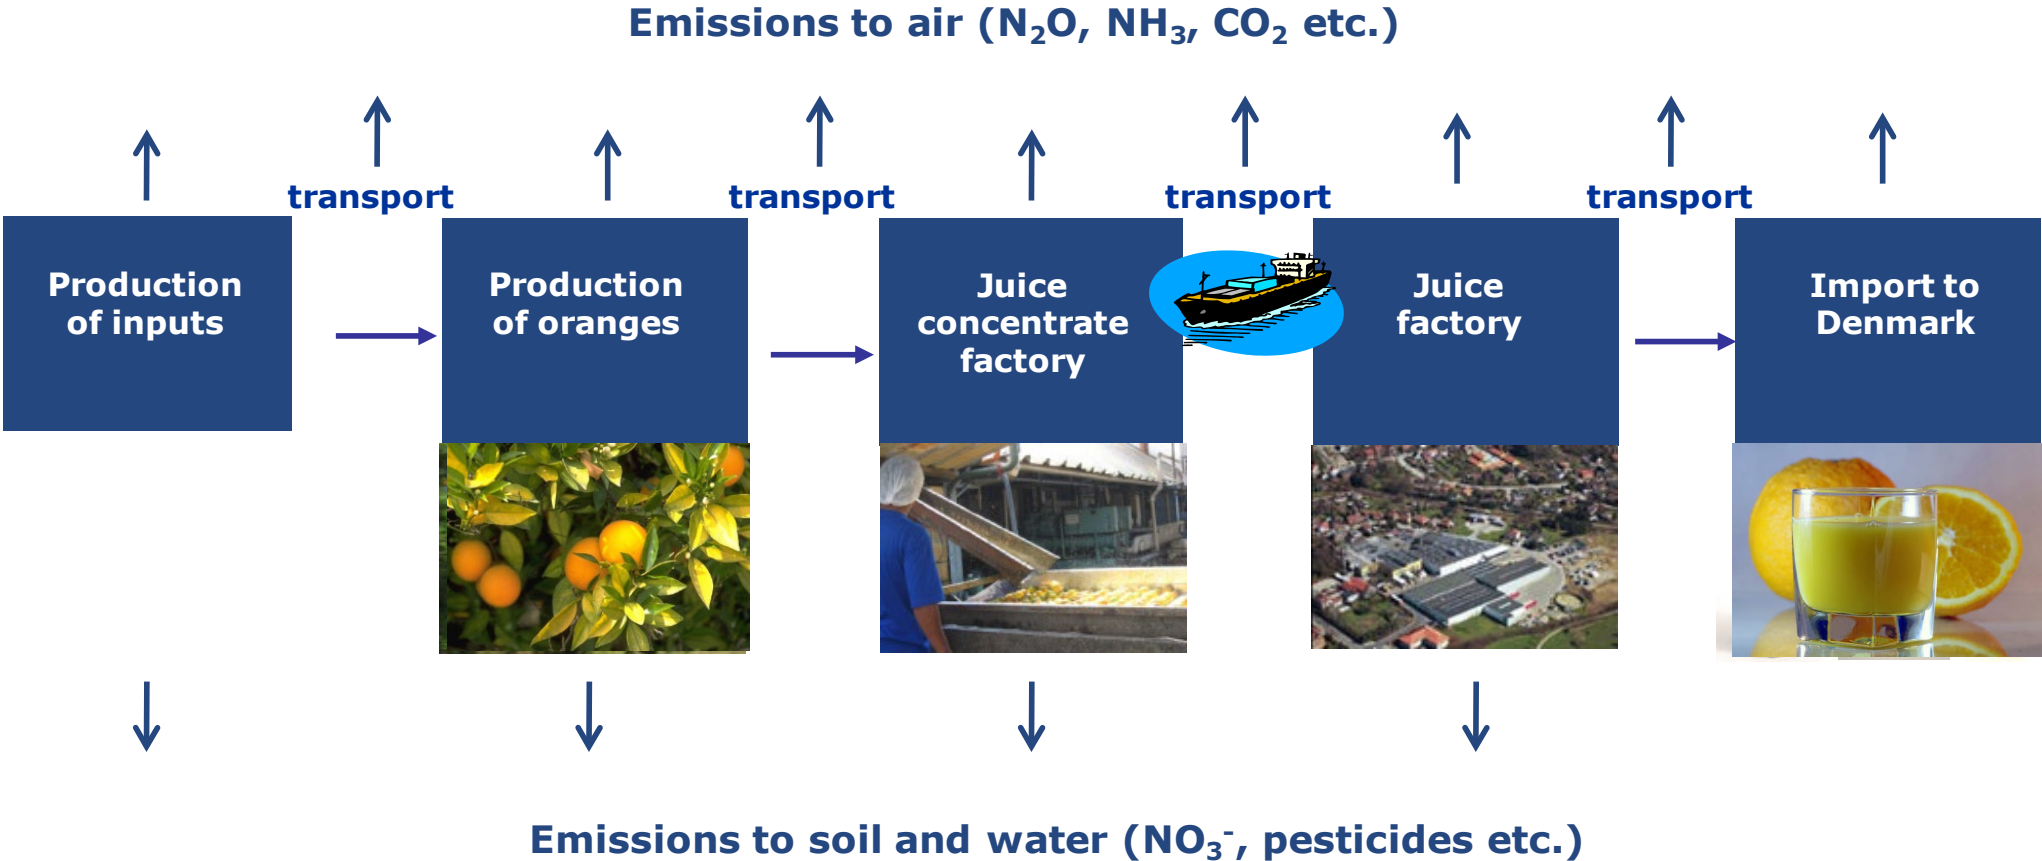 Emissions to air (N₂O, NH₃, CO₂ etc.)
transport
transport
transport
transport
Production
of inputs
Production
of oranges
Juice
concentrate
factory
Juice
factory
Import to
Denmark
Emissions to soil and water (NO₃⁻, pesticides etc.)